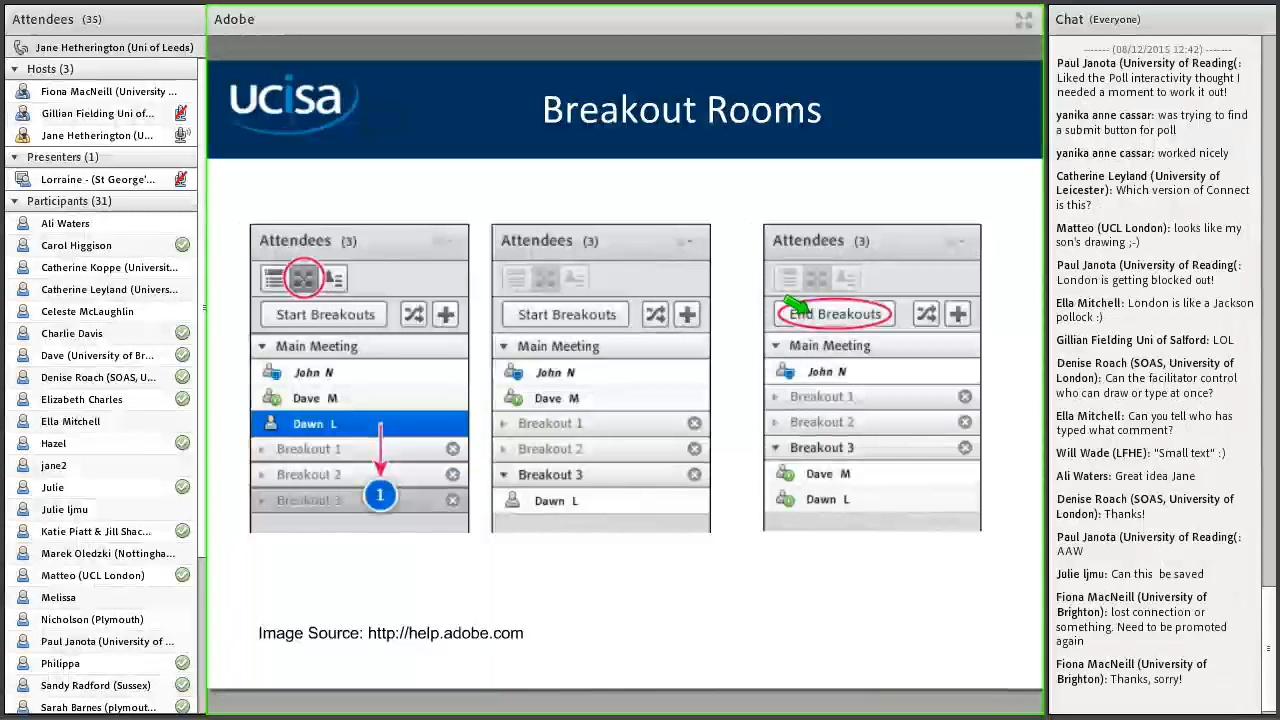 Attendees (35)
Jane Hetherington (Uni of Leeds)
Hosts (3)
Fiona MacNeill (University ...
Gillian Fielding Uni of...
Jane Hetherington (U...
Presenters (1)
Lorraine - (St George'...
Participants (31)
Ali Waters
Carol Higgison
Catherine Koppe (Universit...
Catherine Leyland (Univers...
Celeste McLaughlin
Charlie Davis
Dave (University of Br...
Denise Roach (SOAS, U...
Elizabeth Charles
Ella Mitchell
Hazel
jane2
Julie
Julie ljmu
Katie Piatt & Jill Shac...
Marek Oledzki (Nottingha...
Matteo (UCL London)
Melissa
Nicholson (Plymouth)
Paul Janota (University of ...
Philippa
Sandy Radford (Sussex)
Sarah Barnes (plymout...
Adobe
ucisa
Breakout Rooms
Attendees (3)
Start Breakouts
Main Meeting
John N
Dave M
Dawn L
Breakout 1
Breakout 2
Breakout 3
1
Attendees (3)
Start Breakouts
Main Meeting
John N
Dave M
Breakout 1
Breakout 2
Breakout 3
Dawn L
Attendees (3)
End Breakouts
Main Meeting
John N
Breakout 1
Breakout 2
Breakout 3
Dave M
Dawn L
Image Source: http://help.adobe.com
Chat (Everyone)
------- (08/12/2015 12:42) -------
Paul Janota (University of Reading(:
Liked the Poll interactivity thought I
needed a moment to work it out!
yanika anne cassar: was trying to find
a submit button for poll
yanika anne cassar: worked nicely
Catherine Leyland (University of
Leicester): Which version of Connect
is this?
Matteo (UCL London): looks like my
son's drawing ;-)
Paul Janota (University of Reading(:
London is getting blocked out!
Ella Mitchell: London is like a Jackson
pollock :)
Gillian Fielding Uni of Salford: LOL
Denise Roach (SOAS, University of
London): Can the facilitator control
who can draw or type at once?
Ella Mitchell: Can you tell who has
typed what comment?
Will Wade (LFHE): "Small text" :)
Ali Waters: Great idea Jane
Denise Roach (SOAS, University of
London): Thanks!
Paul Janota (University of Reading(:
AAW
Julie ljmu: Can this  be saved
Fiona MacNeill (University of
Brighton): lost connection or
something. Need to be promoted
again
Fiona MacNeill (University of
Brighton): Thanks, sorry!